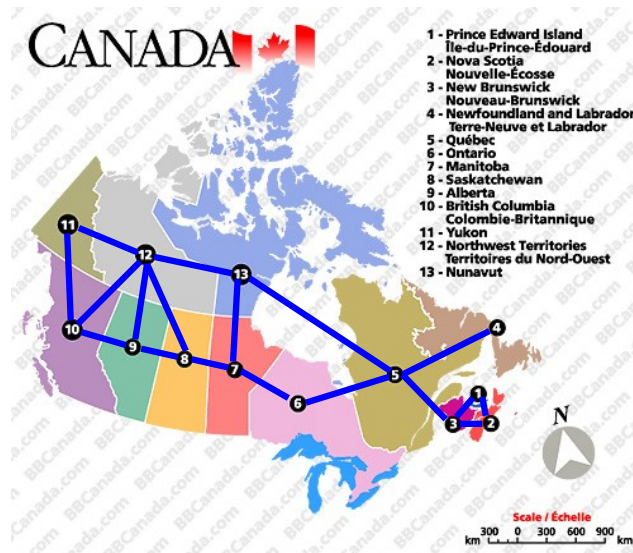 CANADA
1 - Prince Edward Island
Île-du-Prince-Édouard
2 - Nova Scotia
Nouvelle-Écosse
3 - New Brunswick
Nouveau-Brunswick
4 - Newfoundland and Labrador
Terre-Neuve et Labrador
5 - Québec
6 - Ontario
7 - Manitoba
8 - Saskatchewan
9 - Alberta
10 - British Columbia
Colombie-Britannique
11 - Yukon
12 - Northwest Territories
Territoires du Nord-Ouest
13 - Nunavut
11
12
13
10
9
8
7
6
5
4
1
3
2
N
Scale / Échelle
300 0 300 600 900
km km
BBCanada.com